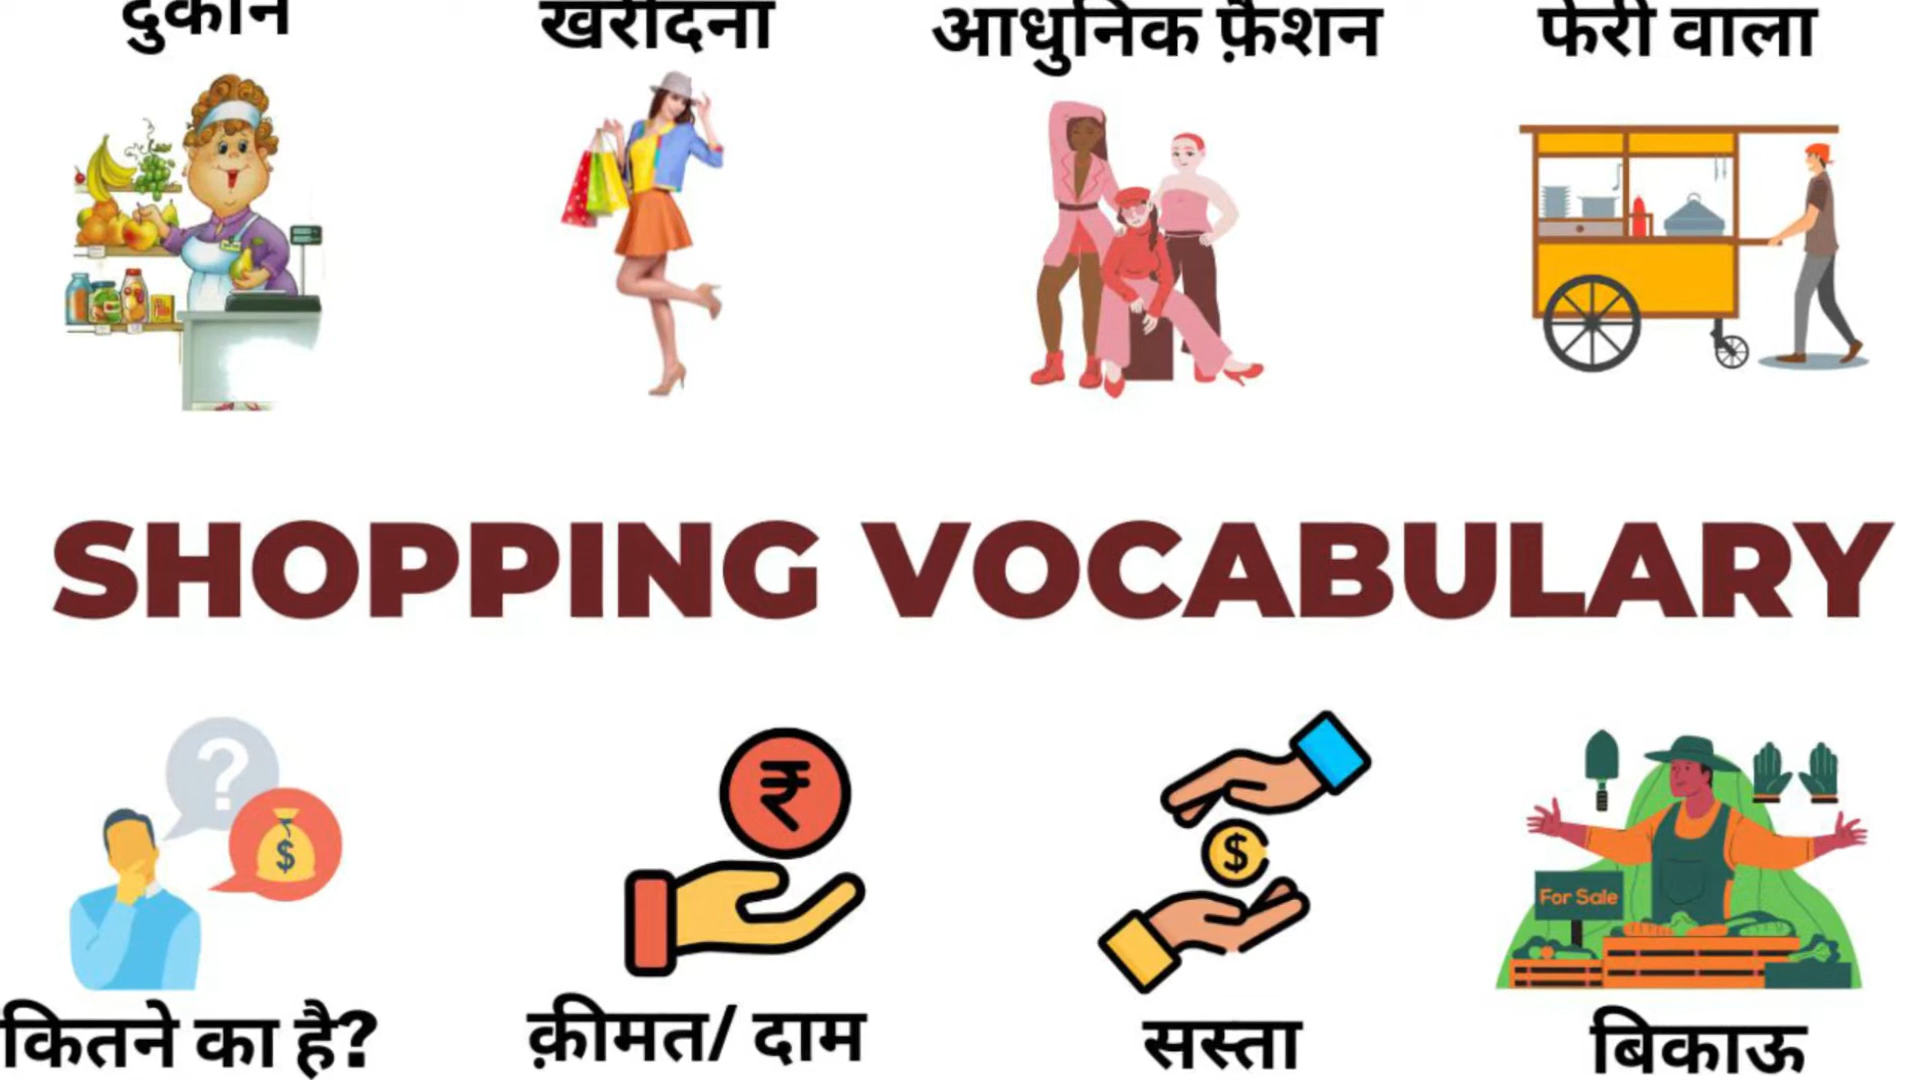 दुकान
खरीदना
आधुनिक फ़ैशन
फेरी वाला
SHOPPING VOCABULARY
?
$
₹
$
For Sale
कितने का है?
क़ीमत/ दाम
सस्ता
बिकाऊ